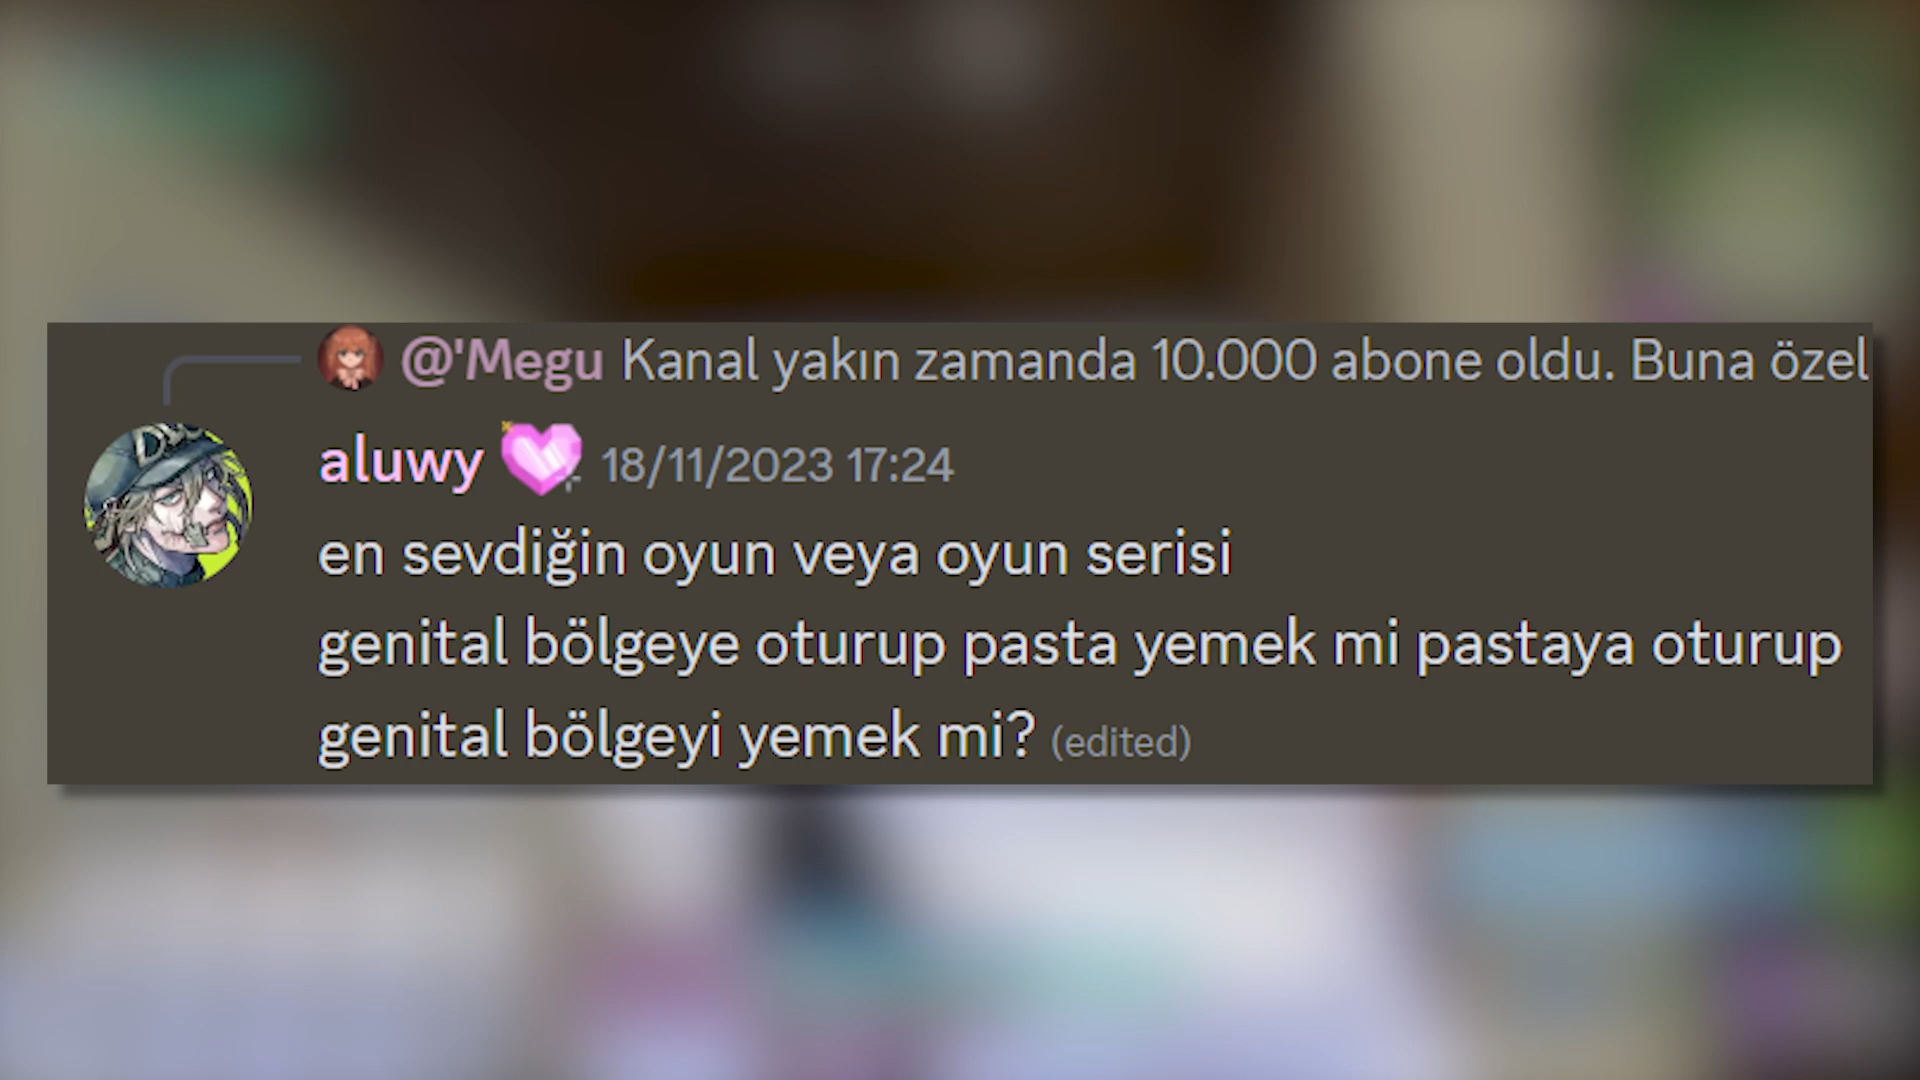 @'Megu Kanal yakın zamanda 10.000 abone oldu. Buna özel
aluwy 18/11/2023 17:24
en sevdiğin oyun veya oyun serisi
genital bölgeye oturup pasta yemek mi pastaya oturup
genital bölgeyi yemek mi? (edited)